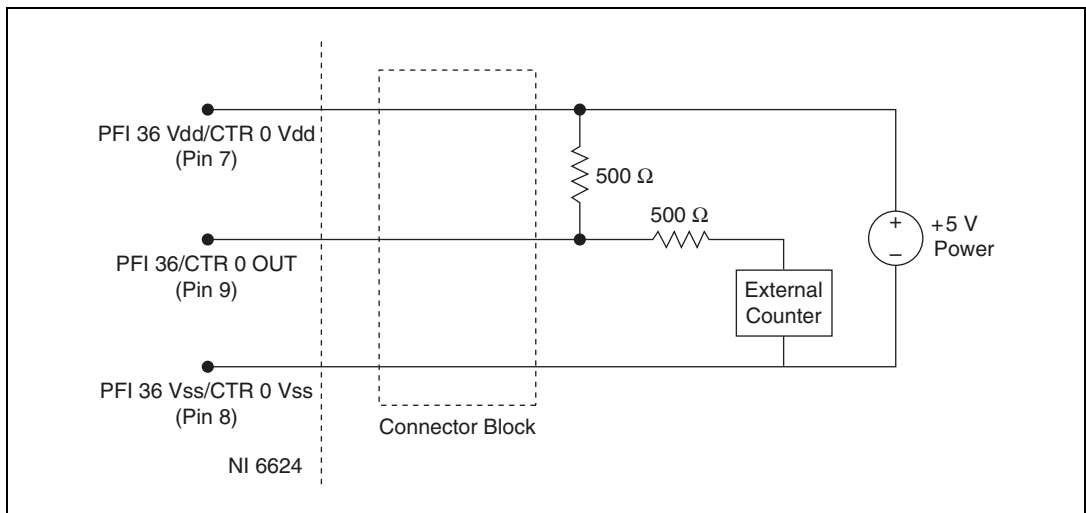 PFI 36 Vdd/CTR 0 Vdd
(Pin 7)
500 Ω
500 Ω
+
+5 V
Power
–
PFI 36/CTR 0 OUT
(Pin 9)
External
Counter
PFI 36 Vss/CTR 0 Vss
(Pin 8)
Connector Block
NI 6624